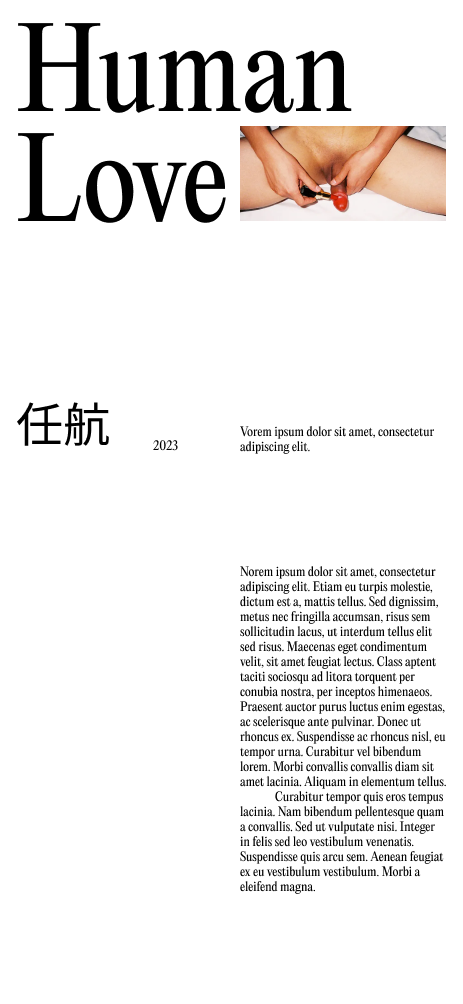 Human
Love
任航
2023
Vorem ipsum dolor sit amet, consectetur
adipiscing elit.
Norem ipsum dolor sit amet, consectetur
adipiscing elit. Etiam eu turpis molestie,
dictum est a, mattis tellus. Sed dignissim,
metus nec fringilla accumsan, risus sem
sollicitudin lacus, ut interdum tellus elit
sed risus. Maecenas eget condimentum
velit, sit amet feugiat lectus. Class aptent
taciti sociosqu ad litora torquent per
conubia nostra, per inceptos himenaeos.
Praesent auctor purus luctus enim egestas,
ac scelerisque ante pulvinar. Donec ut
rhoncus ex. Suspendisse ac rhoncus nisl, eu
tempor urna. Curabitur vel bibendum
lorem. Morbi convallis convallis diam sit
amet lacinia. Aliquam in elementum tellus.
Curabitur tempor quis eros tempus
lacinia. Nam bibendum pellentesque quam
a convallis. Sed ut vulputate nisi. Integer
in felis sed leo vestibulum venenatis.
Suspendisse quis arcu sem. Aenean feugiat
ex eu vestibulum vestibulum. Morbi a
eleifend magna.